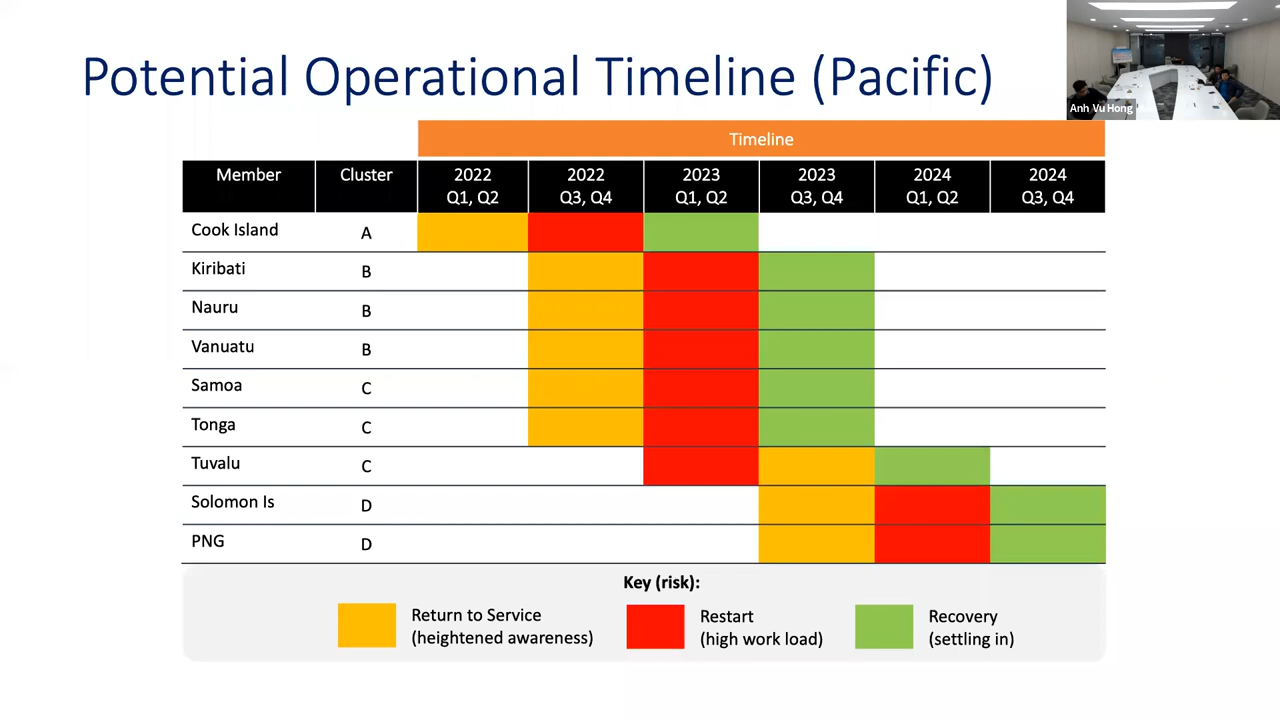 Potential Operational Timeline (Pacific)
Anh Vu Hong
Timeline
Member Cluster 2022 2022 2023 2023 2024 2024
Q1, Q2 Q3, Q4 Q1, Q2 Q3, Q4 Q1, Q2 Q3, Q4
Cook Island A
Kiribati B
Nauru B
Vanuatu B
Samoa C
Tonga C
Tuvalu C
Solomon Is D
PNG D
Key (risk):
Return to Service Restart Recovery
(heightened awareness) (high work load) (settling in)